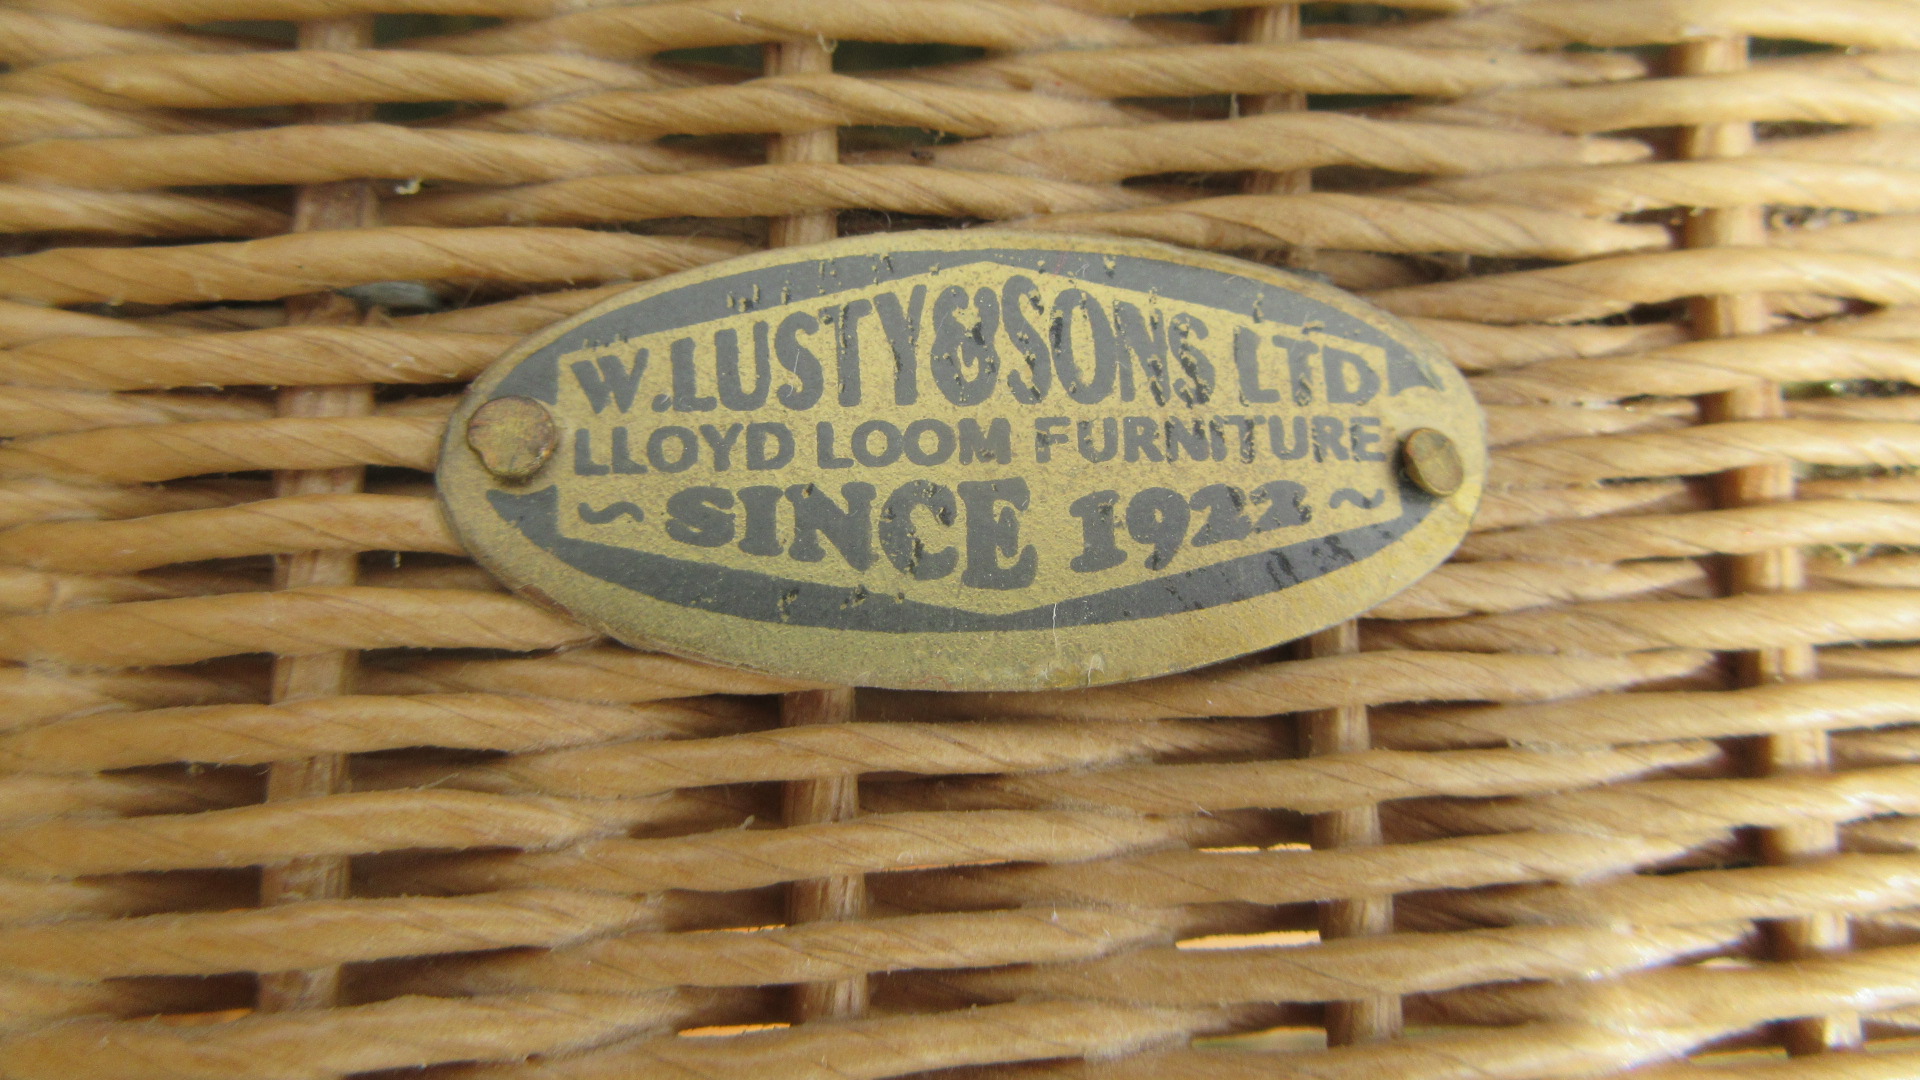 W.LUSTY&SONS LTD
LLOYD LOOM FURNITURE
~ SINCE 1922 ~